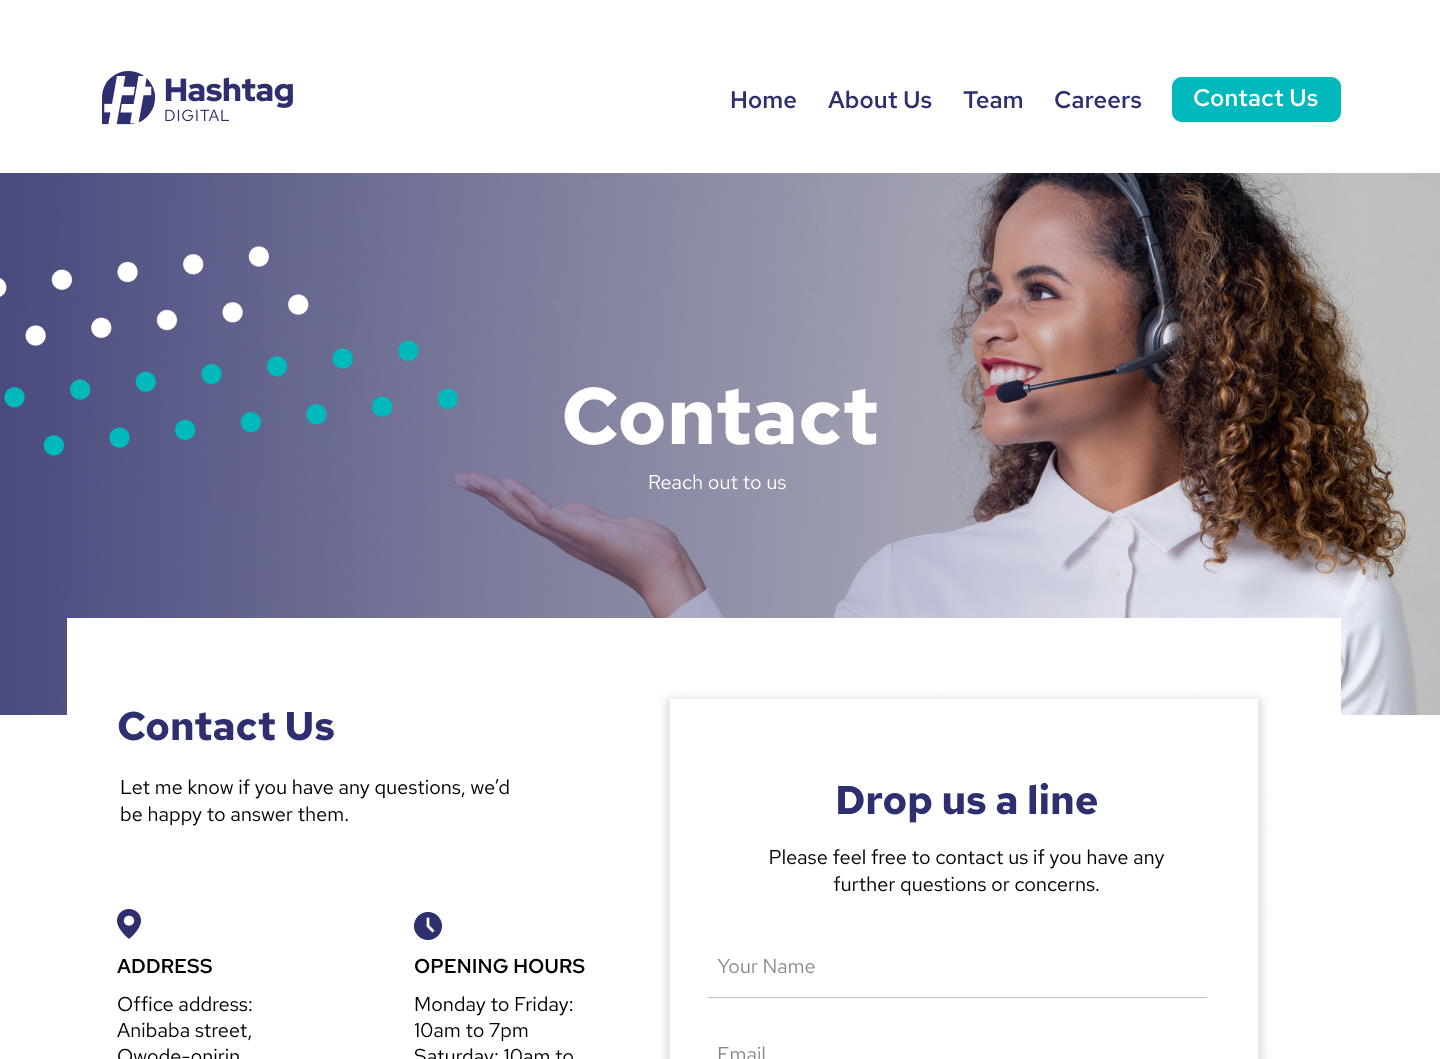 Hashtag
DIGITAL
Home
About Us
Team
Careers
Contact Us
Contact
Reach out to us
Contact Us
Let me know if you have any questions, we’d
be happy to answer them.
ADDRESS
Office address:
Anibaba street,
Owode-onirin
OPENING HOURS
Monday to Friday:
10am to 7pm
Saturday: 10am to
Drop us a line
Please feel free to contact us if you have any
further questions or concerns.
Your Name
Email